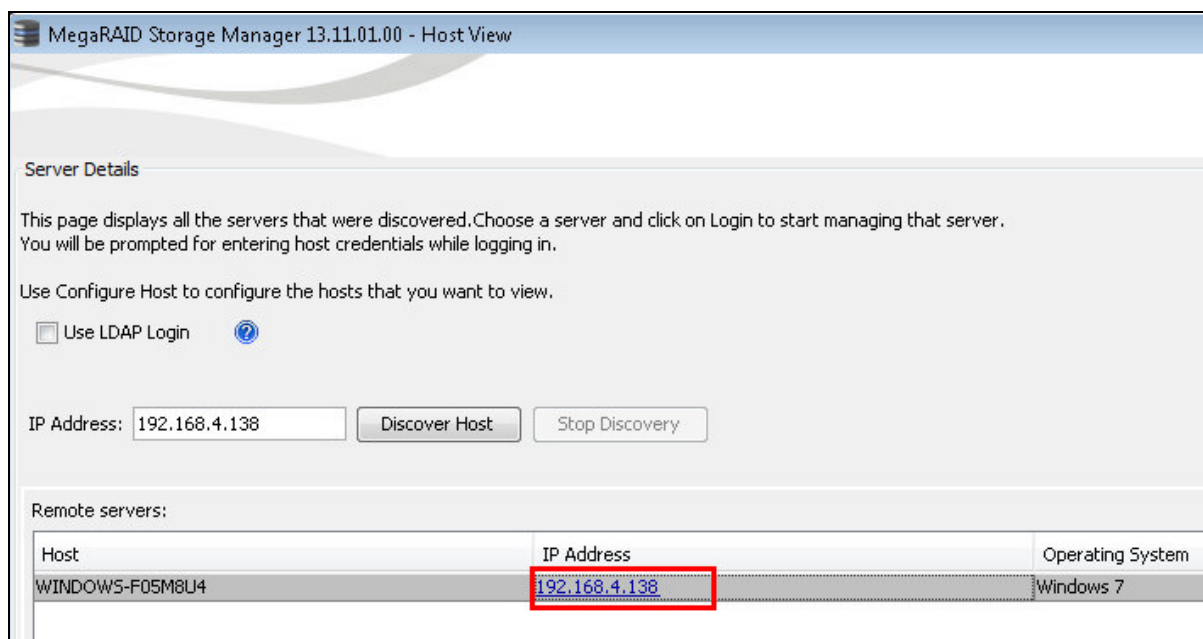 MegaRAID Storage Manager 13.11.01.00 - Host View
Server Details
This page displays all the servers that were discovered.Choose a server and click on Login to start managing that server.
You will be prompted for entering host credentials while logging in.
Use Configure Host to configure the hosts that you want to view.
Use LDAP Login
IP Address: 192.168.4.138 Discover Host Stop Discovery
Remote servers:
Host IP Address Operating System
WINDOWS-F05M8U4 192.168.4.138 Windows 7